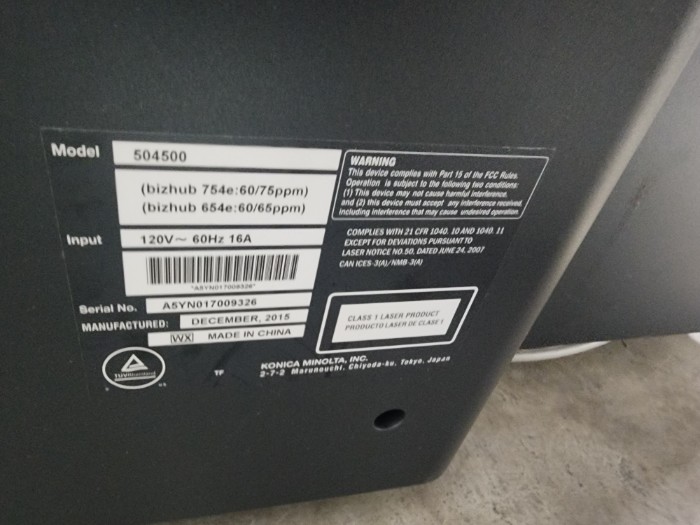 Model 504500
(bizhub 754e:60/75ppm)
(bizhub 654e:60/65ppm)
Input 120V~ 60Hz 16A
*A5YN017009326*
Serial No. A5YN017009326
MANUFACTURED: DECEMBER, 2015
WX MADE IN CHINA
WARNING
This device complies with Part 15 of the FCC Rules.
Operation is subject to the following two conditions:
(1) This device may not cause harmful interference,
and (2) this device must accept any interference received,
including interference that may cause undesired operation.
COMPLIES WITH 21 CFR 1040. 10 AND 1040. 11
EXCEPT FOR DEVIATIONS PURSUANT TO
LASER NOTICE NO.50, DATED JUNE 24, 2007
CAN ICES-3(A)/NMB-3(A)
CLASS 1 LASER PRODUCT
PRODUCTO LASER DE CLASE 1
TF
KONICA MINOLTA, INC.
2-7-2 Marunouchi, Chiyoda-ku, Tokyo, Japan